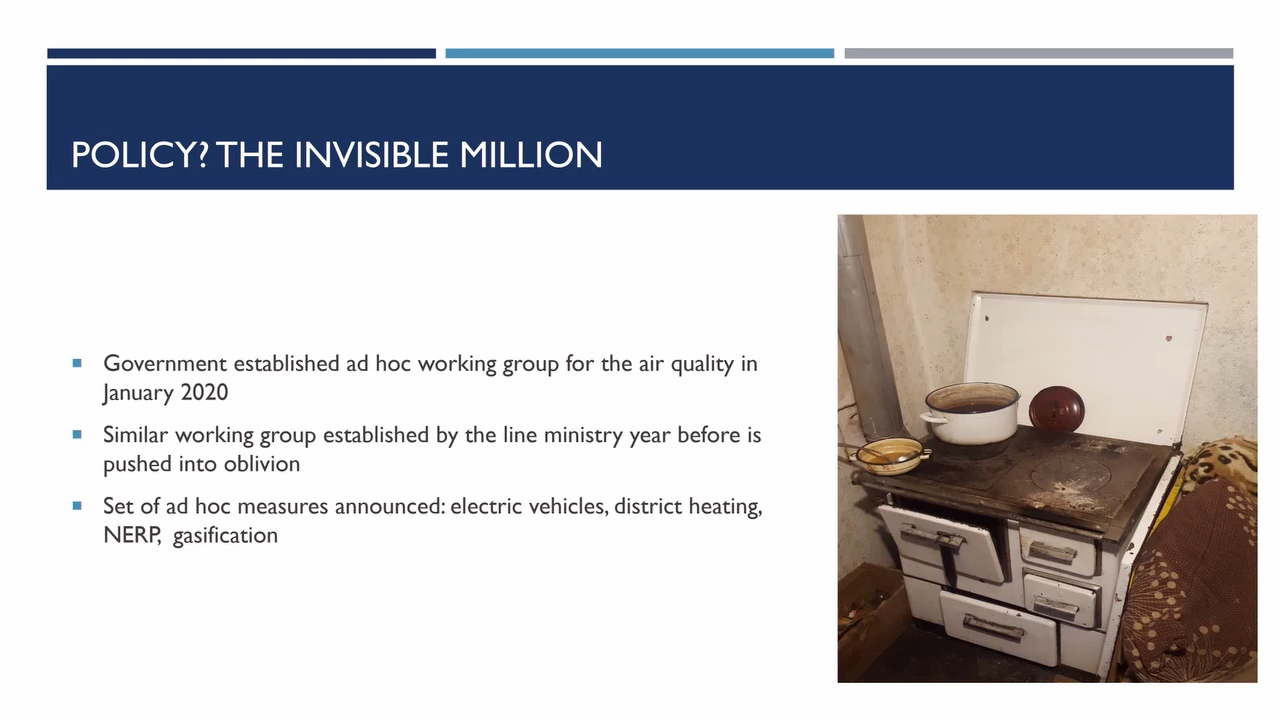 POLICY? THE INVISIBLE MILLION
Government established ad hoc working group for the air quality in
January 2020
Similar working group established by the line ministry year before is
pushed into oblivion
Set of ad hoc measures announced: electric vehicles, district heating,
NERP,  gasification